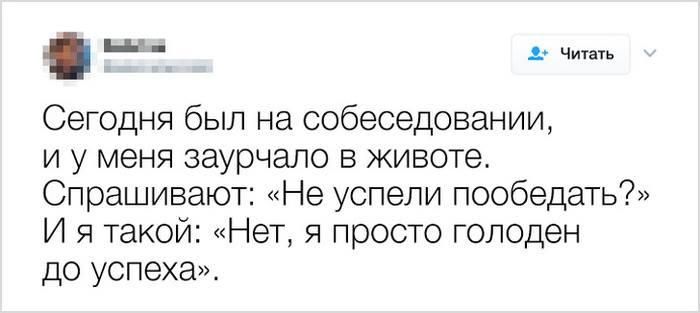 Читать
Сегодня был на собеседовании,
и у меня заурчало в животе.
Спрашивают: «Не успели пообедать?»
И я такой: «Нет, я просто голоден
до успеха».